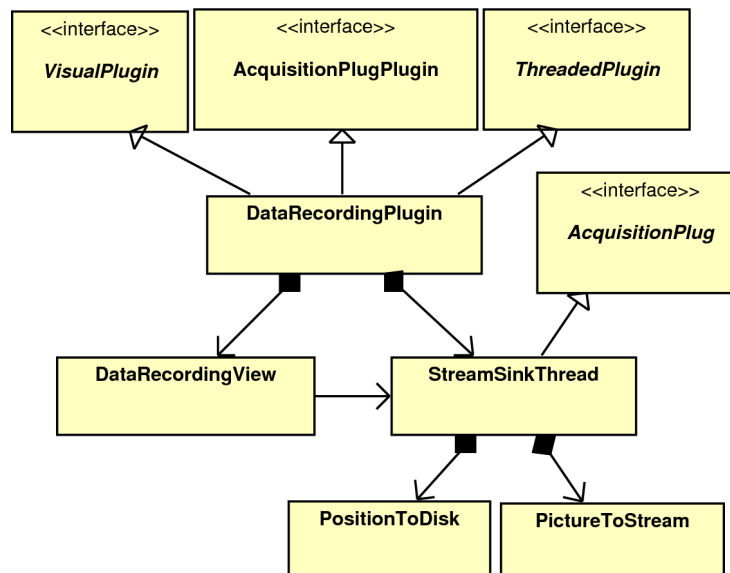 <<interface>>
VisualPlugin
<<interface>>
AcquisitionPlugPlugin
<<interface>>
ThreadedPlugin
DataRecordingPlugin
<<interface>>
AcquisitionPlug
DataRecordingView
StreamSinkThread
PositionToDisk
PictureToStream